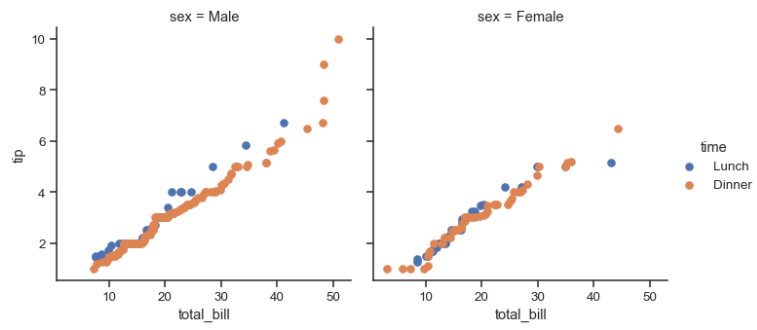 sex = Male
sex = Female
10
8
6
4
2
tip
10 20 30 40 50
10 20 30 40 50
total_bill
total_bill
time
Lunch
Dinner